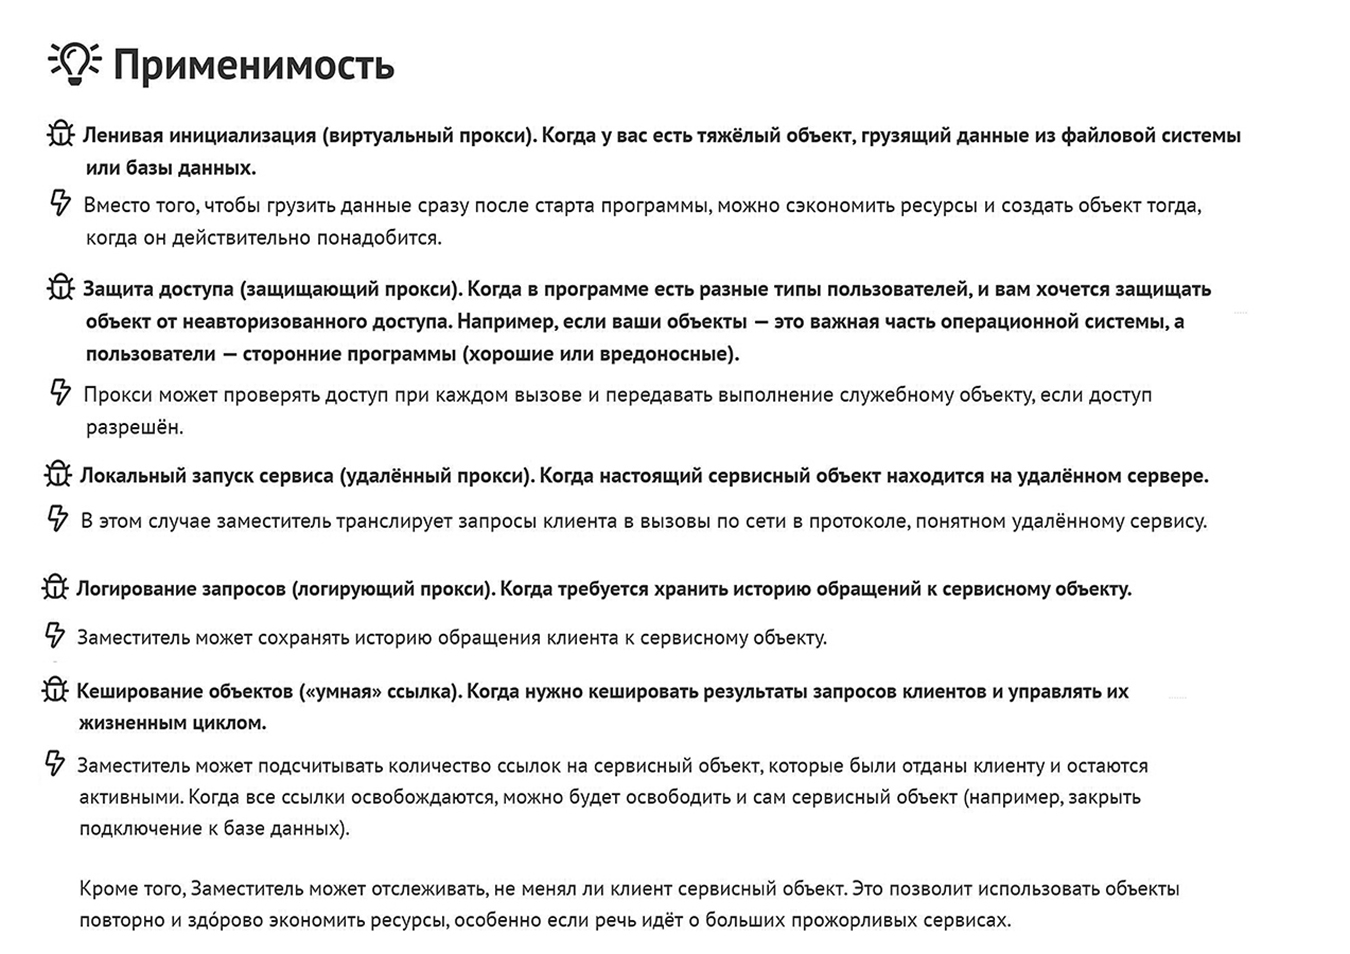 Применимость
Ленивая инициализация (виртуальный прокси). Когда у вас есть тяжёлый объект, грузящий данные из файловой системы
или базы данных.
Вместо того, чтобы грузить данные сразу после старта программы, можно сэкономить ресурсы и создать объект тогда,
когда он действительно понадобится.
Защита доступа (защищающий прокси). Когда в программе есть разные типы пользователей, и вам хочется защищать
объект от неавторизованного доступа. Например, если ваши объекты — это важная часть операционной системы, а
пользователи — сторонние программы (хорошие или вредоносные).
Прокси может проверять доступ при каждом вызове и передавать выполнение служебному объекту, если доступ
разрешён.
Локальный запуск сервиса (удалённый прокси). Когда настоящий сервисный объект находится на удалённом сервере.
В этом случае заместитель транслирует запросы клиента в вызовы по сети в протоколе, понятном удалённому сервису.
Логирование запросов (логирующий прокси). Когда требуется хранить историю обращений к сервисному объекту.
Заместитель может сохранять историю обращения клиента к сервисному объекту.
Кеширование объектов («умная» ссылка). Когда нужно кешировать результаты запросов клиентов и управлять их
жизненным циклом.
Заместитель может подсчитывать количество ссылок на сервисный объект, которые были отданы клиенту и остаются
активными. Когда все ссылки освобождаются, можно будет освободить и сам сервисный объект (например, закрыть
подключение к базе данных).
Кроме того, Заместитель может отслеживать, не менял ли клиент сервисный объект. Это позволит использовать объекты
повторно и здóрово экономить ресурсы, особенно если речь идёт о больших прожорливых сервисах.